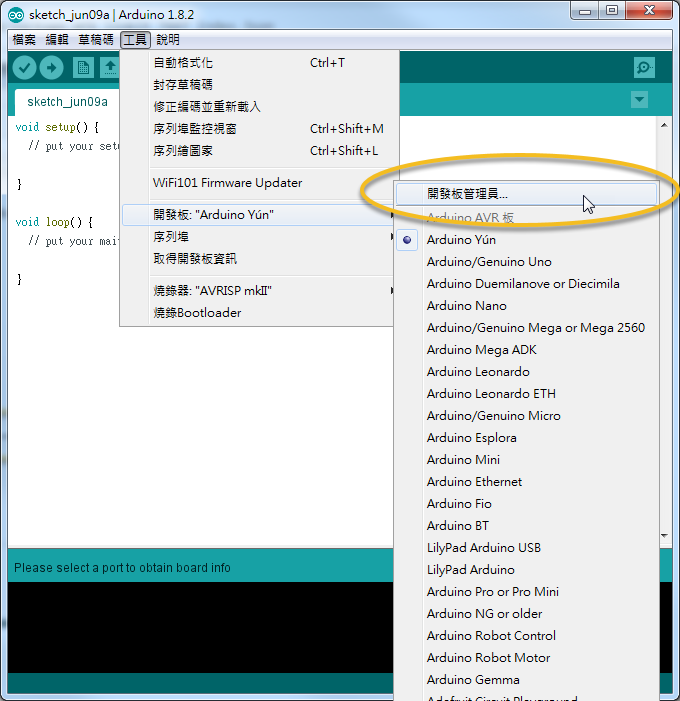 sketch_jun09a | Arduino 1.8.2
檔案 編輯 草稿碼 工具 說明
自動格式化 Ctrl+T
封存草稿碼
修正編碼並重新載入
序列埠監控視窗 Ctrl+Shift+M
序列繪圖家 Ctrl+Shift+L
WiFi101 Firmware Updater
開發板: "Arduino Yún"
序列埠
取得開發板資訊
燒錄器: "AVRISP mkII"
燒錄Bootloader
sketch_jun09a
void setup() {
// put your setu
}
void loop() {
// put your mai
}
開發板管理員...
Arduino AVR 板
Arduino Yún
Arduino/Genuino Uno
Arduino Duemilanove or Diecimila
Arduino Nano
Arduino/Genuino Mega or Mega 2560
Arduino Mega ADK
Arduino Leonardo
Arduino Leonardo ETH
Arduino/Genuino Micro
Arduino Esplora
Arduino Mini
Arduino Ethernet
Arduino Fio
Arduino BT
LilyPad Arduino USB
LilyPad Arduino
Arduino Pro or Pro Mini
Arduino NG or older
Arduino Robot Control
Arduino Robot Motor
Arduino Gemma
Adafruit Circuit Playground
Please select a port to obtain board info